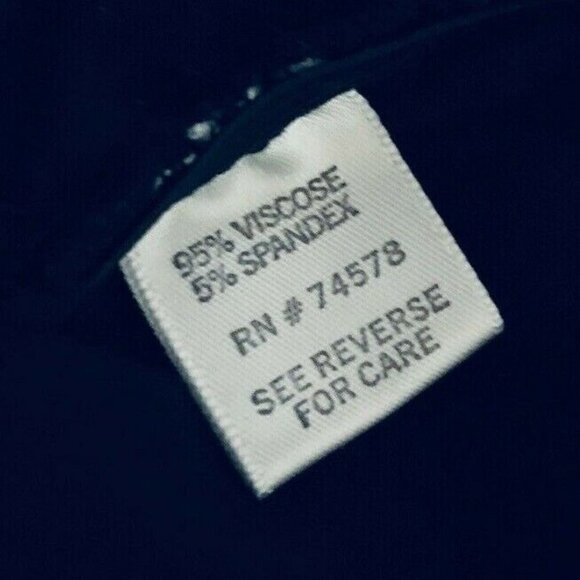 95% VISCOSE
5% SPANDEX
RN # 74578
SEE REVERSE
FOR CARE